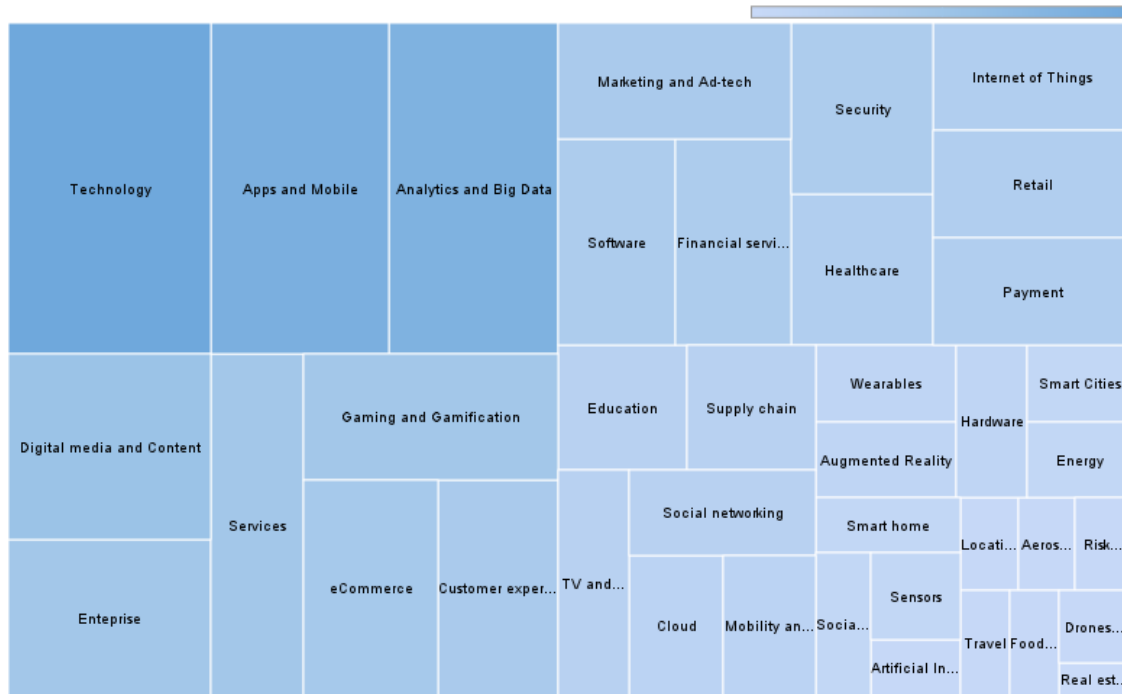 Technology
Apps and Mobile
Analytics and Big Data
Marketing and Ad-tech
Security
Internet of Things
Retail
Software
Financial servi...
Healthcare
Payment
Digital media and Content
Enteprise
Services
Gaming and Gamification
eCommerce
Customer exper...
Education
Supply chain
Wearables
Augmented Reality
Hardware
Smart Cities
Energy
TV and...
Social networking
Cloud
Mobility an...
Smart home
Locati...
Aeros...
Risk...
Socia...
Sensors
Artificial In...
Travel
Food...
Drones...
Real est...